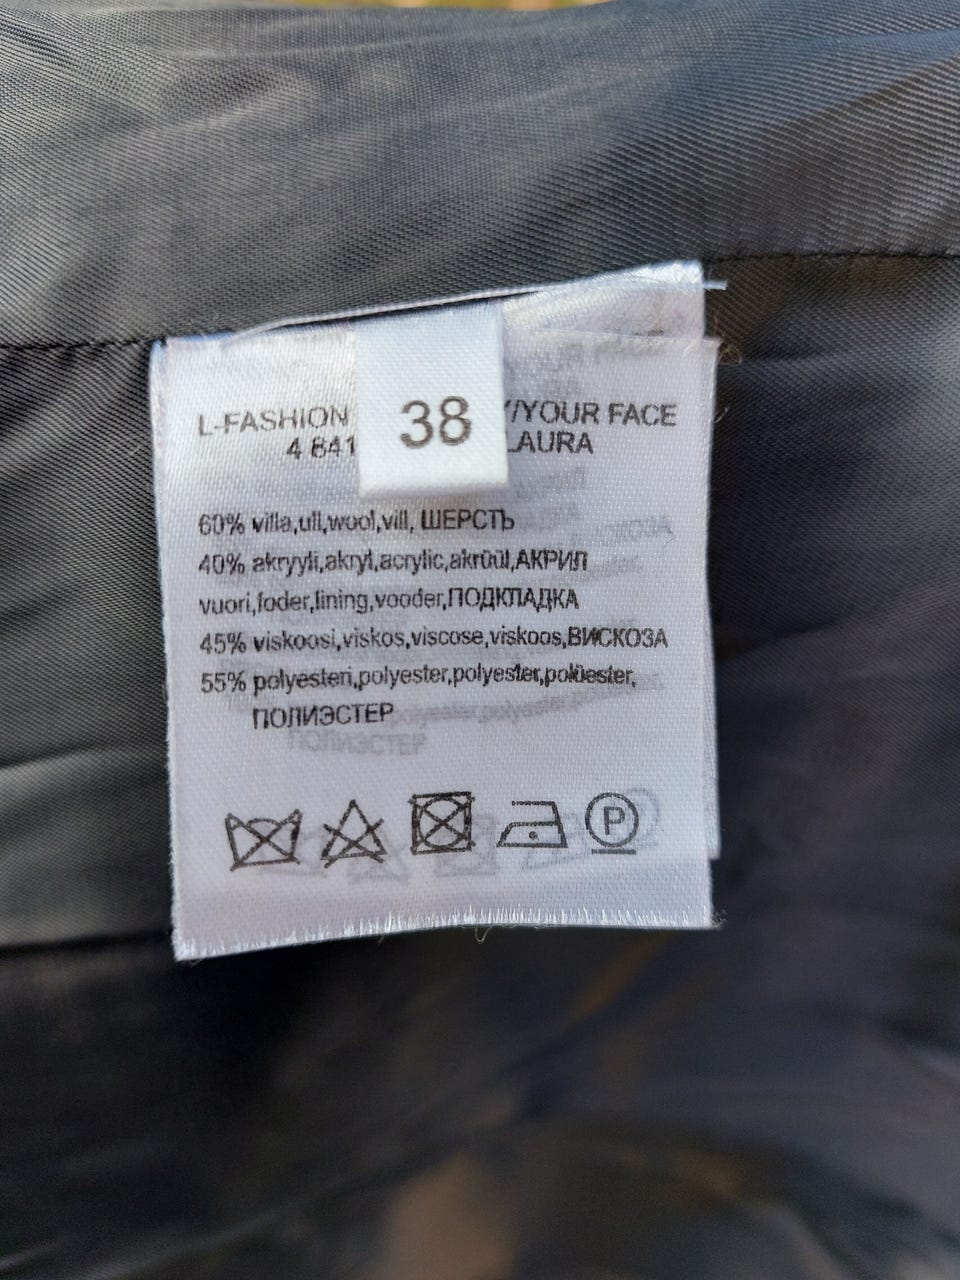 L-FASHION
/YOUR FACE
38
4 841
LAURA
60% villa,ull,wool,vill, ШЕРСТЬ
40% akryyli,akryl,acrylic,akrüül,АКРИЛ
vuori,foder,lining,vooder,ПОДКЛАДКА
45% viskoosi,viskos,viscose,viskoos,ВИСКОЗА
55% polyesteri,polyester,polyester,polüester,
ПОЛИЭСТЕР
P